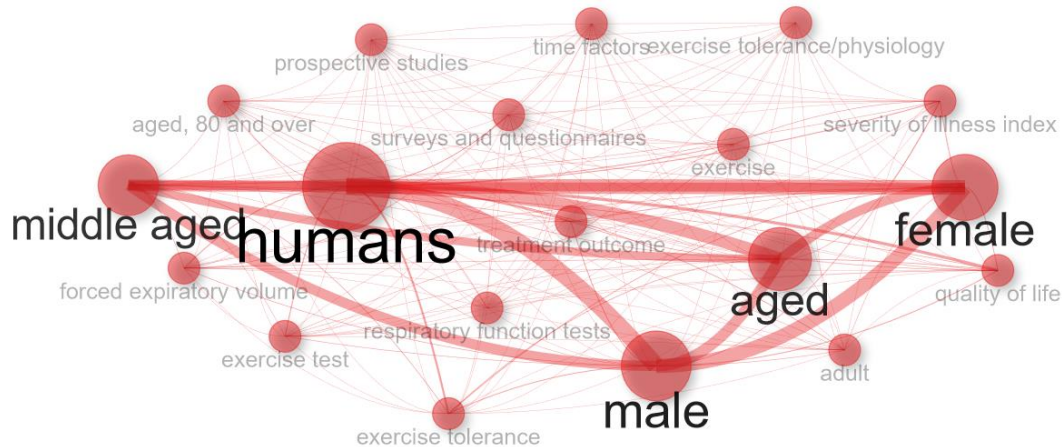 time factors
exercise tolerance/physiology
prospective studies
aged, 80 and over
surveys and questionnaires
severity of illness index
exercise
middle aged
humans
treatment outcome
female
forced expiratory volume
aged
quality of life
respiratory function tests
exercise test
adult
male
exercise tolerance